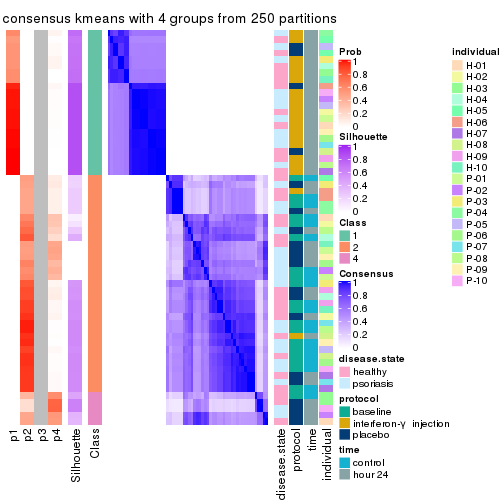 consensus kmeans with 4 groups from 250 partitions
p1
p2
p3
p4
Silhouette
Class
disease.state
protocol
time
individual
Prob
1
0.8
0.6
0.4
0.2
0
Silhouette
1
0.8
0.6
0.4
0.2
0
Class
1
2
4
Consensus
1
0.8
0.6
0.4
0.2
0
disease.state
healthy
psoriasis
protocol
baseline
interferon-γ injection
placebo
time
control
hour 24
individual
H-01
H-02
H-03
H-04
H-05
H-06
H-07
H-08
H-09
H-10
P-01
P-02
P-03
P-04
P-05
P-06
P-07
P-08
P-09
P-10